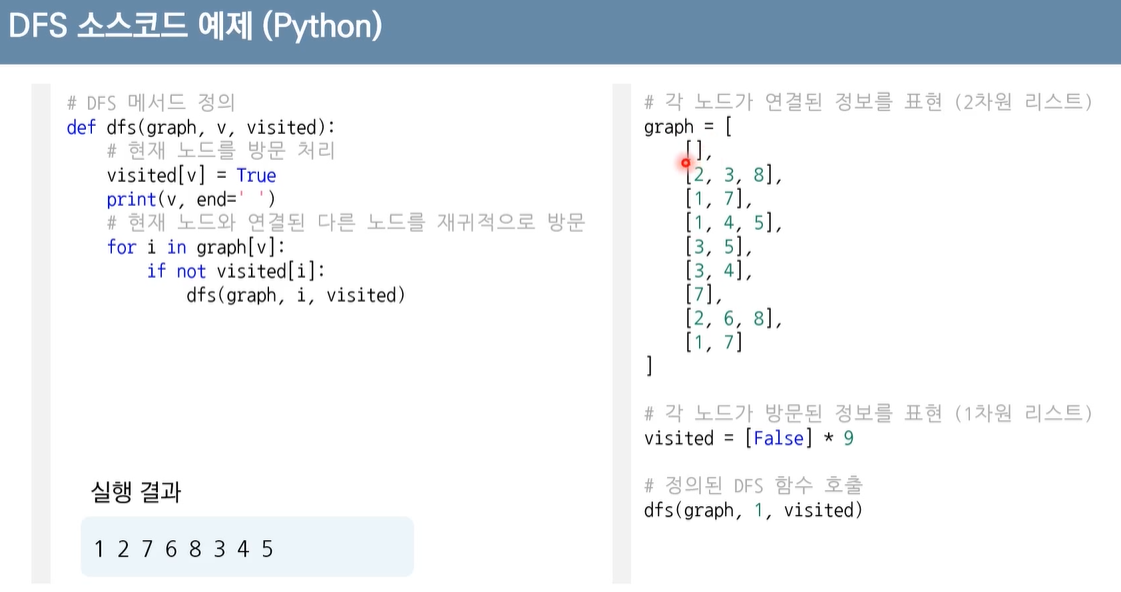 DFS 소스코드 예제 (Python)
# DFS 메서드 정의
def dfs(graph, v, visited):
    # 현재 노드를 방문 처리
    visited[v] = True
    print(v, end=' ')
    # 현재 노드와 연결된 다른 노드를 재귀적으로 방문
    for i in graph[v]:
        if not visited[i]:
            dfs(graph, i, visited)
실행 결과
1 2 7 6 8 3 4 5
# 각 노드가 연결된 정보를 표현 (2차원 리스트)
graph = [
    [],
    [2, 3, 8],
    [1, 7],
    [1, 4, 5],
    [3, 5],
    [3, 4],
    [7],
    [2, 6, 8],
    [1, 7]
]
# 각 노드가 방문된 정보를 표현 (1차원 리스트)
visited = [False] * 9
# 정의된 DFS 함수 호출
dfs(graph, 1, visited)